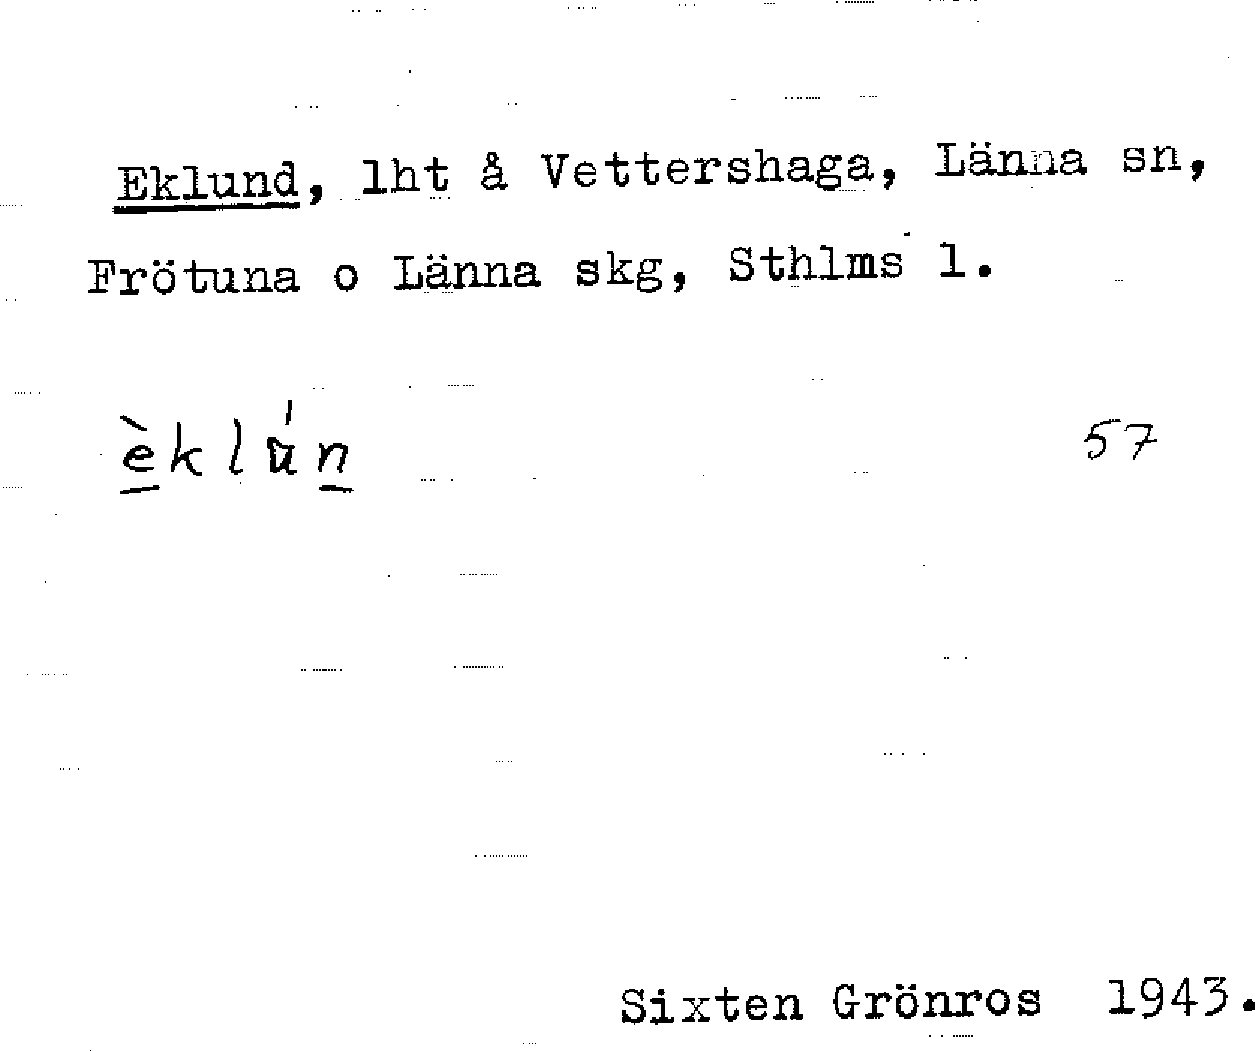 Eklund, lht å Vettershaga, Länna sn,
Frötuna o Länna skg, Sthlms l.
èklún 57
Sixten Grönros 1943.